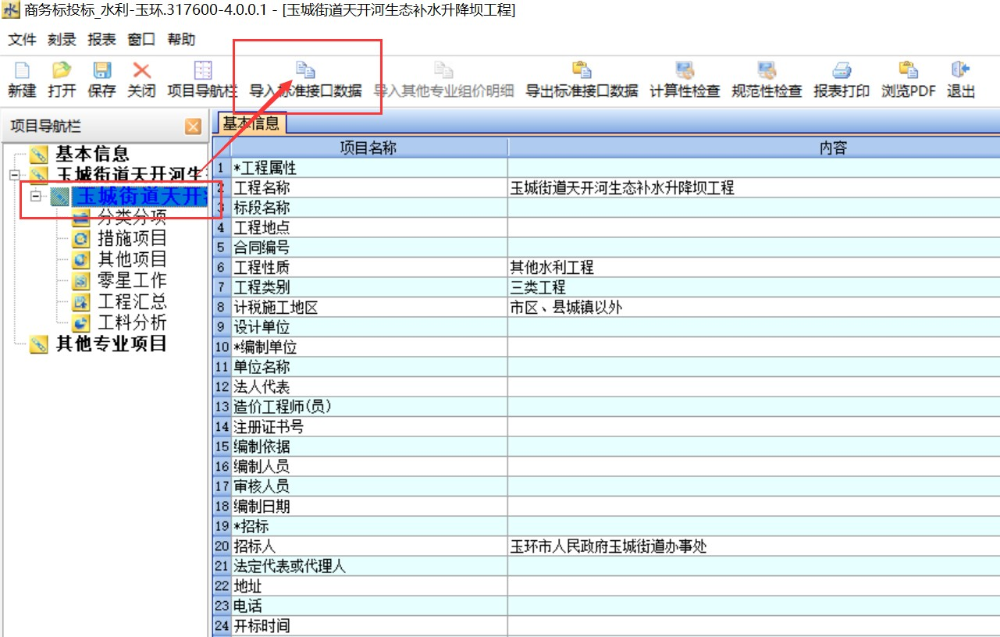 商务标投标_水利-玉环.317600-4.0.0.1 - [玉城街道天开河生态补水升降坝工程]
文件 刻录 报表 窗口 帮助
新建 打开 保存 关闭 项目导航栏 导入标准接口数据 导入其他专业组价明细 导出标准接口数据 计算性检查 规范性检查 报表打印 浏览PDF 退出
项目导航栏
基本信息
玉城街道天开河生
玉城街道天开
分类分项
措施项目
其他项目
零星工作
工程汇总
工料分析
其他专业项目
基本信息
项目名称 内容
1 *工程属性
2 工程名称 玉城街道天开河生态补水升降坝工程
3 标段名称
4 工程地点
5 合同编号
6 工程性质 其他水利工程
7 工程类别 三类工程
8 计税施工地区 市区、县城镇以外
9 设计单位
10 *编制单位
11 单位名称
12 法人代表
13 造价工程师(员)
14 注册证书号
15 编制依据
16 编制人员
17 审核人员
18 编制日期
19 *招标
20 招标人 玉环市人民政府玉城街道办事处
21 法定代表或代理人
22 地址
23 电话
24 开标时间